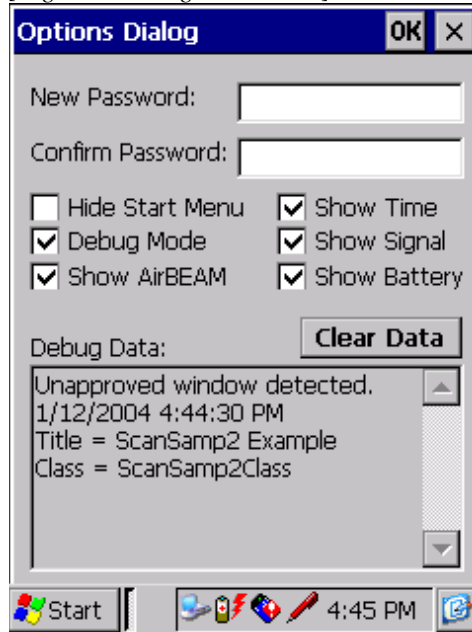 Options Dialog OK
New Password:
Confirm Password:
Hide Start Menu Show Time
Debug Mode Show Signal
Show AirBEAM Show Battery
Debug Data: Clear Data
Unapproved window detected.
1/12/2004 4:44:30 PM
Title = ScanSamp2 Example
Class = ScanSamp2Class
Start 4:45 PM